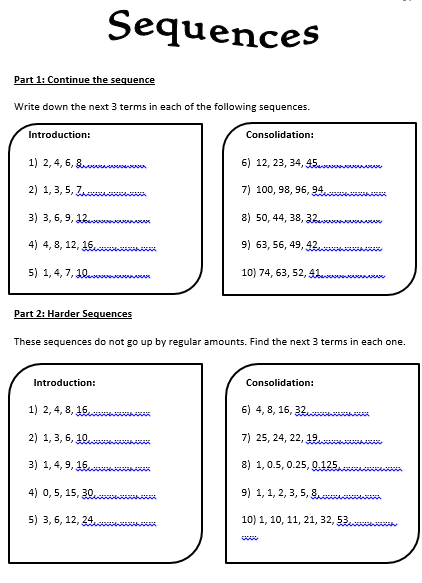 Sequences
Part 1: Continue the sequence
Write down the next 3 terms in each of the following sequences.
Introduction:
1) 2, 4, 6, 8, ............, ............, ............
2) 1, 3, 5, 7, ............, ............, ............
3) 3, 6, 9, 12, ............, ............, ............
4) 4, 8, 12, 16, ............, ............, ............
5) 1, 4, 7, 10, ............, ............, ............
Consolidation:
6) 12, 23, 34, 45, ............, ............, ............
7) 100, 98, 96, 94, ............, ............, ............
8) 50, 44, 38, 32, ............, ............, ............
9) 63, 56, 49, 42, ............, ............, ............
10) 74, 63, 52, 41, ............, ............, ............
Part 2: Harder Sequences
These sequences do not go up by regular amounts. Find the next 3 terms in each one.
Introduction:
1) 2, 4, 8, 16, ............, ............, ............
2) 1, 3, 6, 10, ............, ............, ............
3) 1, 4, 9, 16, ............, ............, ............
4) 0, 5, 15, 30, ............, ............, ............
5) 3, 6, 12, 24, ............, ............, ............
Consolidation:
6) 4, 8, 16, 32, ............, ............, ............
7) 25, 24, 22, 19, ............, ............, ............
8) 1, 0.5, 0.25, 0.125, ............, ............, ............
9) 1, 1, 2, 3, 5, 8, ............, ............, ............
10) 1, 10, 11, 21, 32, 53, ............, ............,
............